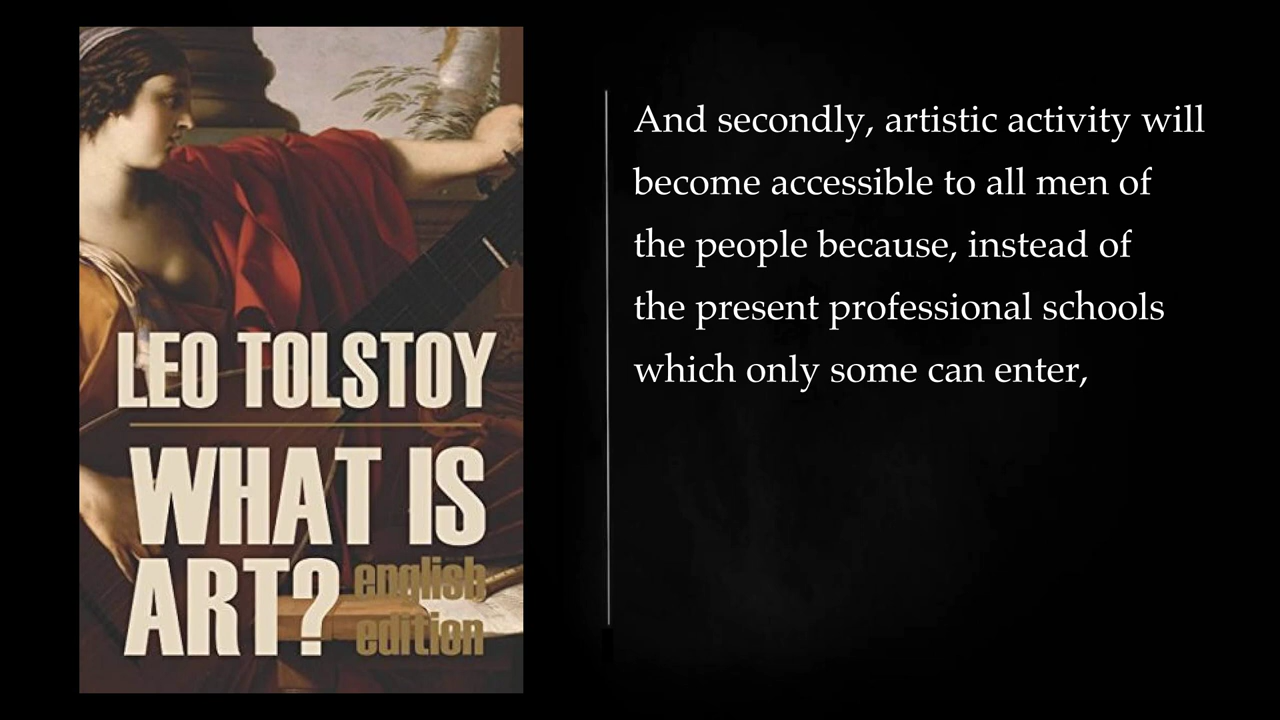 LEO TOLSTOY
WHAT IS
ART?
english
edition
And secondly, artistic activity will
become accessible to all men of
the people because, instead of
the present professional schools
which only some can enter,